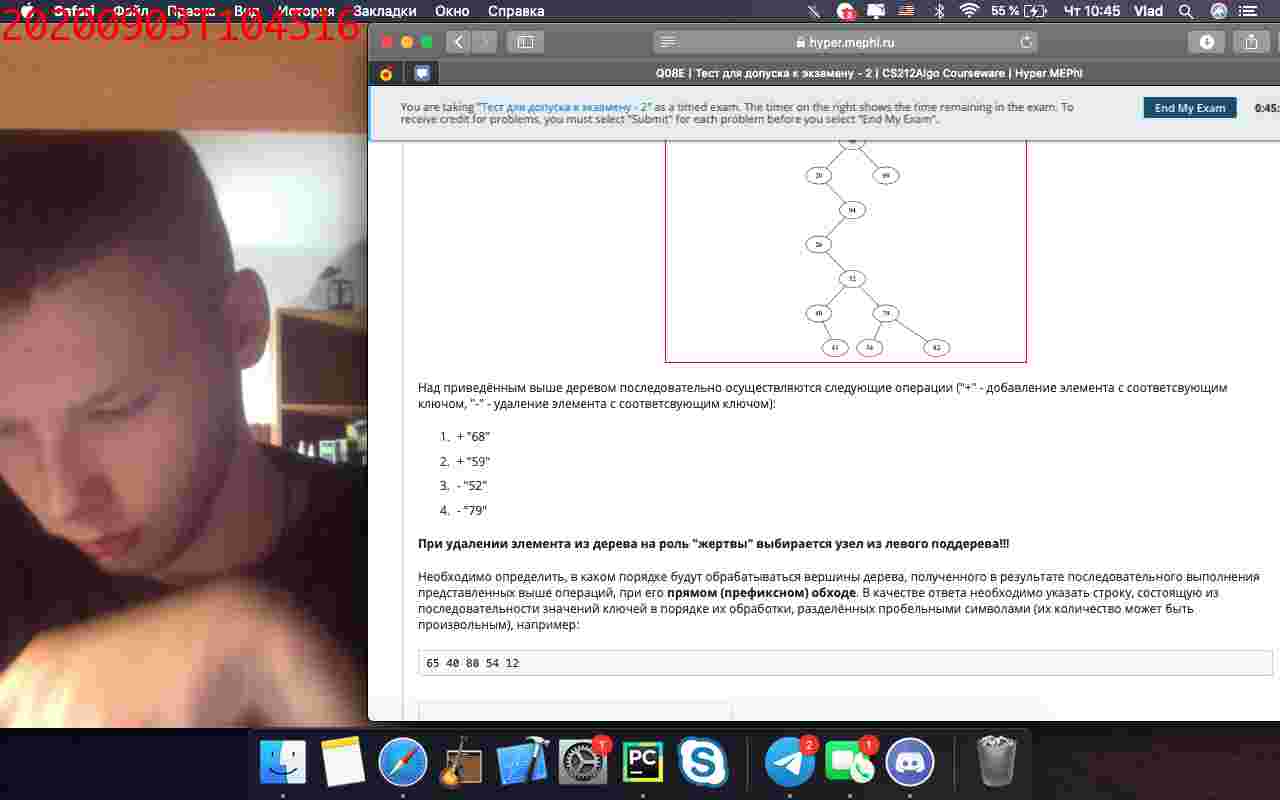 Safari Файл Правка Вид История Закладки Окно Справка 55 % Чт 10:45 Vlad
20200903T104516
hyper.mephi.ru
Q08E | Тест для допуска к экзамену - 2 | CS212Algo Courseware | Hyper.MEPhI
You are taking "Тест для допуска к экзамену - 2" as a timed exam. The timer on the right shows the time remaining in the exam. To
receive credit for problems, you must select "Submit" for each problem before you select "End My Exam".
End My Exam
0:45:
20
94
26
52
40
79
82
Над приведённым выше деревом последовательно осуществляются следующие операции ("+" - добавление элемента с соответсвующим
ключом, "-" - удаление элемента с соответсвующим ключом):
1. + "68"
2. + "59"
3. - "52"
4. - "79"
При удалении элемента из дерева на роль "жертвы" выбирается узел из левого поддерева!!!
Необходимо определить, в каком порядке будут обрабатываться вершины дерева, полученного в результате последовательного выполнения
представленных выше операций, при его прямом (префиксном) обходе. В качестве ответа необходимо указать строку, состоящую из
последовательности значений ключей в порядке их обработки, разделённых пробельными символами (их количество может быть
произвольным), например:
65 40 80 54 12
PC
2
1